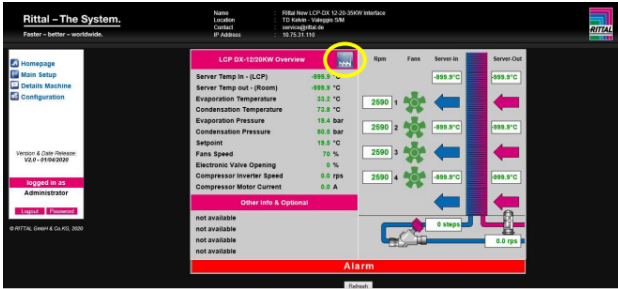 Rittal – The System.
Faster – better – worldwide.
Name : Rittal New LCP-DX 12-20-35KW Interface
Location : TD Kelvin - Valeggio S/M
Contact : service@rittal.de
IP Address : 10.75.31.110
RITTAL
Homepage
Main Setup
Details Machine
Configuration
Version & Date Release:
V2.0 - 01/04/2020
logged in as
Administrator
Logout Password
© RITTAL GmbH & Co.KG, 2020
LCP DX-12/20KW Overview
Server Temp in - (LCP) -999.9 °C
Server Temp out - (Room) -999.9 °C
Evaporation Temperature 33.2 °C
Condensation Temperature 73.8 °C
Evaporation Pressure 19.4 bar
Condensation Pressure 50.5 bar
Setpoint 19.5 °C
Fans Speed 70 %
Electronic Valve Opening 0 %
Compressor Inverter Speed 0.0 rps
Compressor Motor Current 0.0 A
Other Info & Optional
not available
not available
not available
not available
Rpm Fans Server-In Server-Out
-999.9°C -999.9°C
2590 1
2590 2 -999.9°C -999.9°C
2590 3
2590 4 -999.9°C -999.9°C
0 steps
0.0 rps
Alarm
Refresh